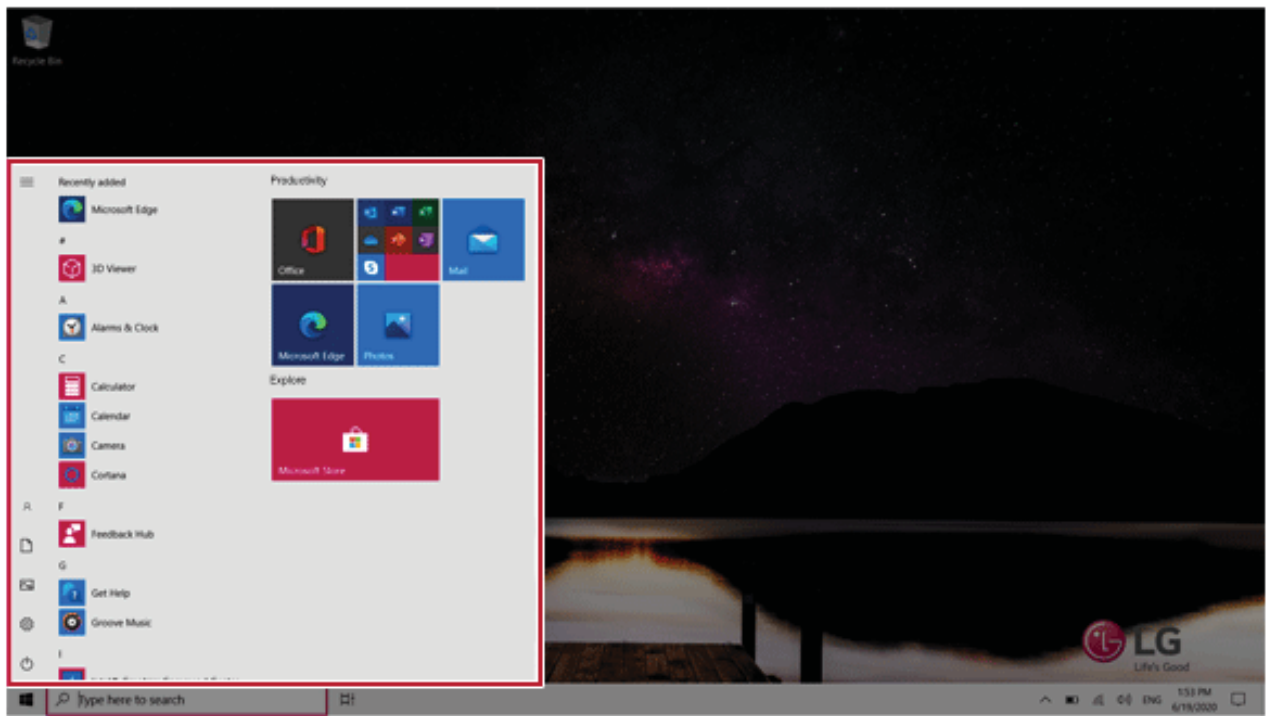 Recycle Bin
Recently added
Microsoft Edge
#
3D Viewer
A
Alarms & Clock
C
Calculator
Calendar
Camera
Cortana
F
Feedback Hub
G
Get Help
Groove Music
I
Productivity
Office
Mail
Microsoft Edge
Photos
Explore
Microsoft Store
LG
Life's Good
Type here to search
ENG
1:53 PM
6/19/2020